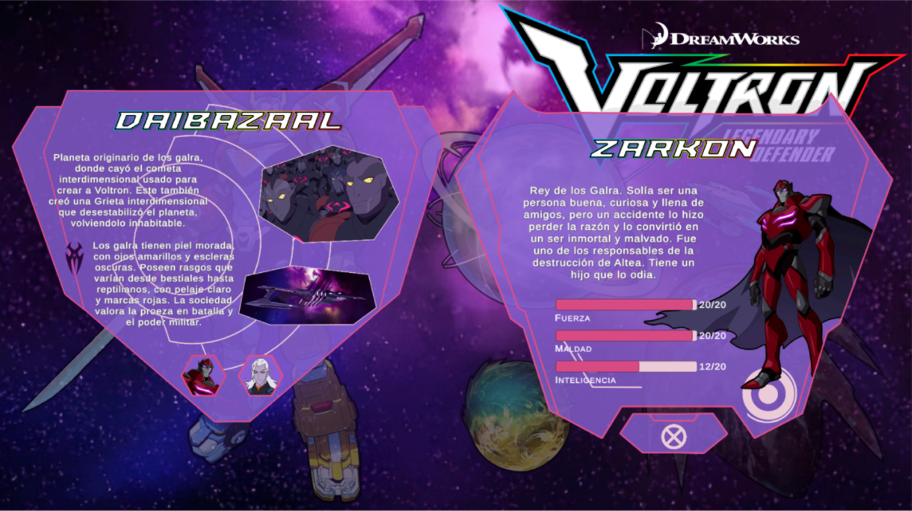 DREAMWORKS
VOLTRON
LEGENDARY
DEFENDER
DAIBAZAAL
Planeta originario de los galra,
donde cayó el cometa
interdimensional usado para
crear a Voltron. Este también
creó una Grieta interdimensional
que desestabilizó el planeta,
volviendolo inhabitable.
Los galra tienen piel morada,
con ojos amarillos y escleras
oscuras. Poseen rasgos que
varían desde bestiales hasta
reptilianos, con pelaje claro
y marcas rojas. La sociedad
valora la proeza en batalla y
el poder militar.
ZARKON
Rey de los Galra. Solía ser una
persona buena, curiosa y llena de
amigos, pero un accidente lo hizo
perder la razón y lo convirtió en
un ser inmortal y malvado. Fue
uno de los responsables de la
destrucción de Altea. Tiene un
hijo que lo odia.
20/20
FUERZA
20/20
MALDAD
12/20
INTELIGENCIA